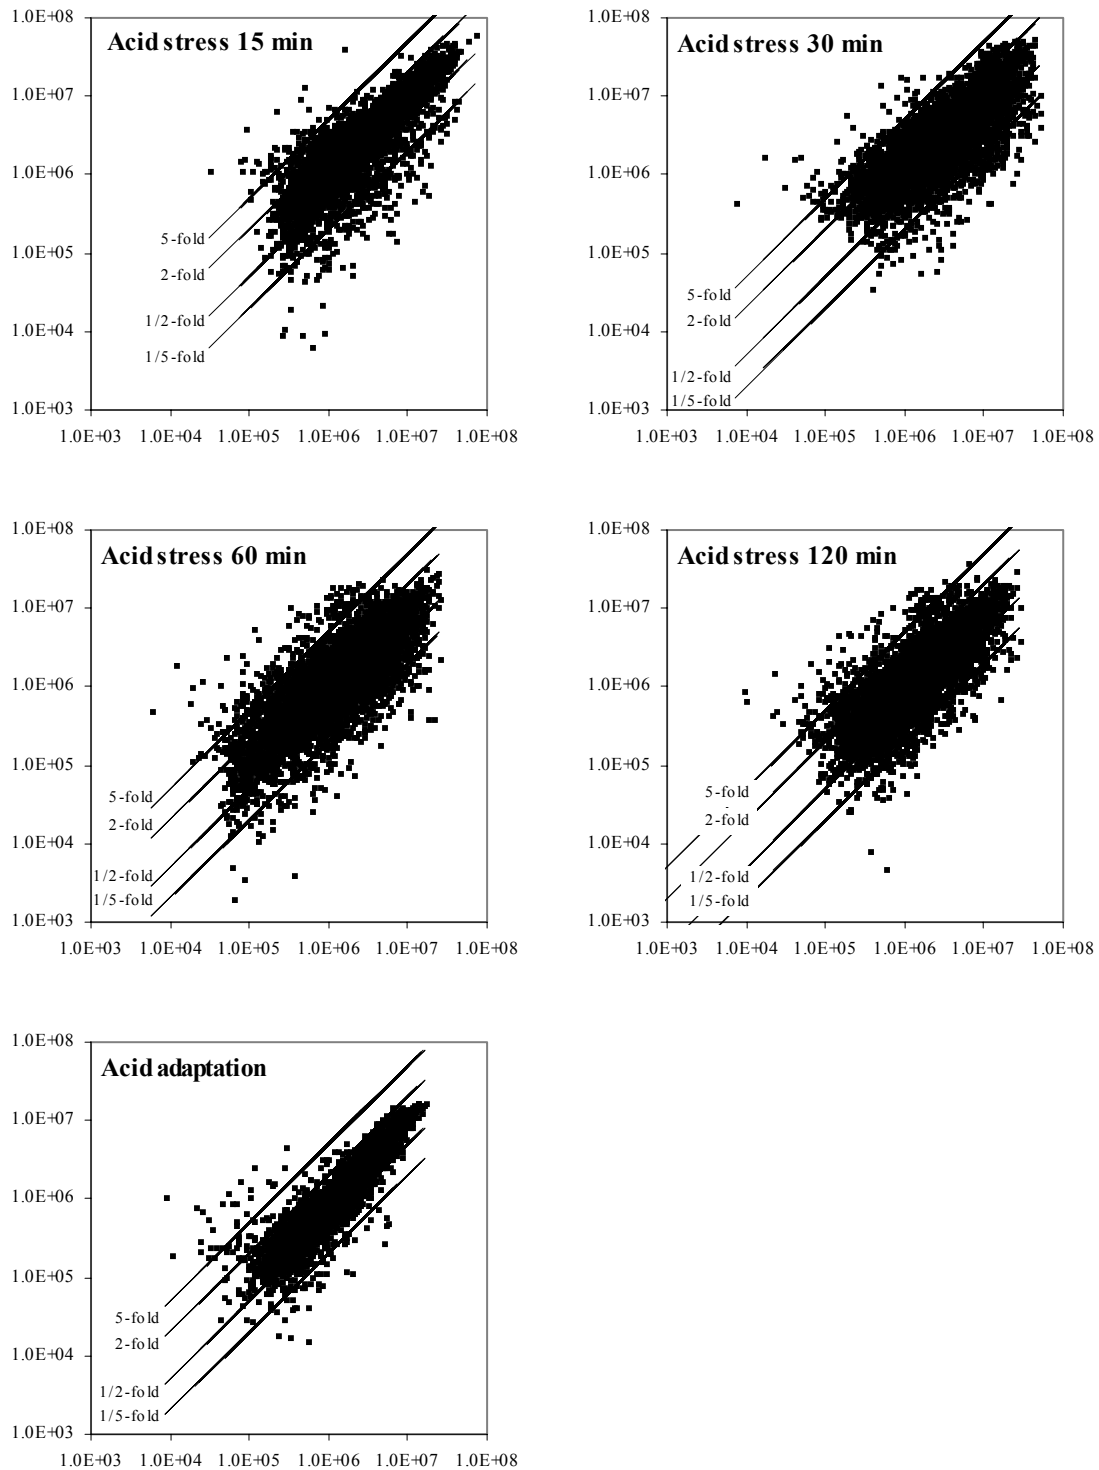 Acid stress 15 min
1.0E+08
1.0E+07
1.0E+06
1.0E+05
1.0E+04
1.0E+03
5-fold
2-fold
1/2-fold
1/5-fold
1.0E+03 1.0E+04 1.0E+05 1.0E+06 1.0E+07 1.0E+08
Acid stress 30 min
1.0E+08
1.0E+07
1.0E+06
1.0E+05
1.0E+04
1.0E+03
5-fold
2-fold
1/2-fold
1/5-fold
1.0E+03 1.0E+04 1.0E+05 1.0E+06 1.0E+07 1.0E+08
Acid stress 60 min
1.0E+08
1.0E+07
1.0E+06
1.0E+05
1.0E+04
1.0E+03
5-fold
2-fold
1/2-fold
1/5-fold
1.0E+03 1.0E+04 1.0E+05 1.0E+06 1.0E+07 1.0E+08
Acid stress 120 min
1.0E+08
1.0E+07
1.0E+06
1.0E+05
1.0E+04
1.0E+03
5-fold
2-fold
1/2-fold
1/5-fold
1.0E+03 1.0E+04 1.0E+05 1.0E+06 1.0E+07 1.0E+08
Acid adaptation
1.0E+08
1.0E+07
1.0E+06
1.0E+05
1.0E+04
1.0E+03
5-fold
2-fold
1/2-fold
1/5-fold
1.0E+03 1.0E+04 1.0E+05 1.0E+06 1.0E+07 1.0E+08